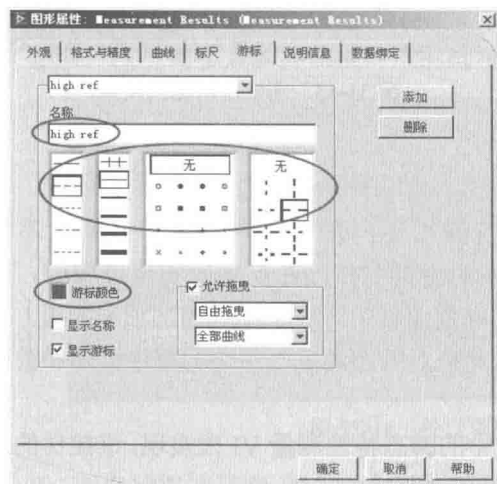 图形属性: Measurement Results (Measurement Results)
外观 格式与精度 曲线 标尺 游标 说明信息 数据绑定
high ref
添加
名称
删除
high ref
无 无
游标颜色
允许拖曳
自由拖曳
显示名称
全部曲线
显示游标
确定 取消 帮助